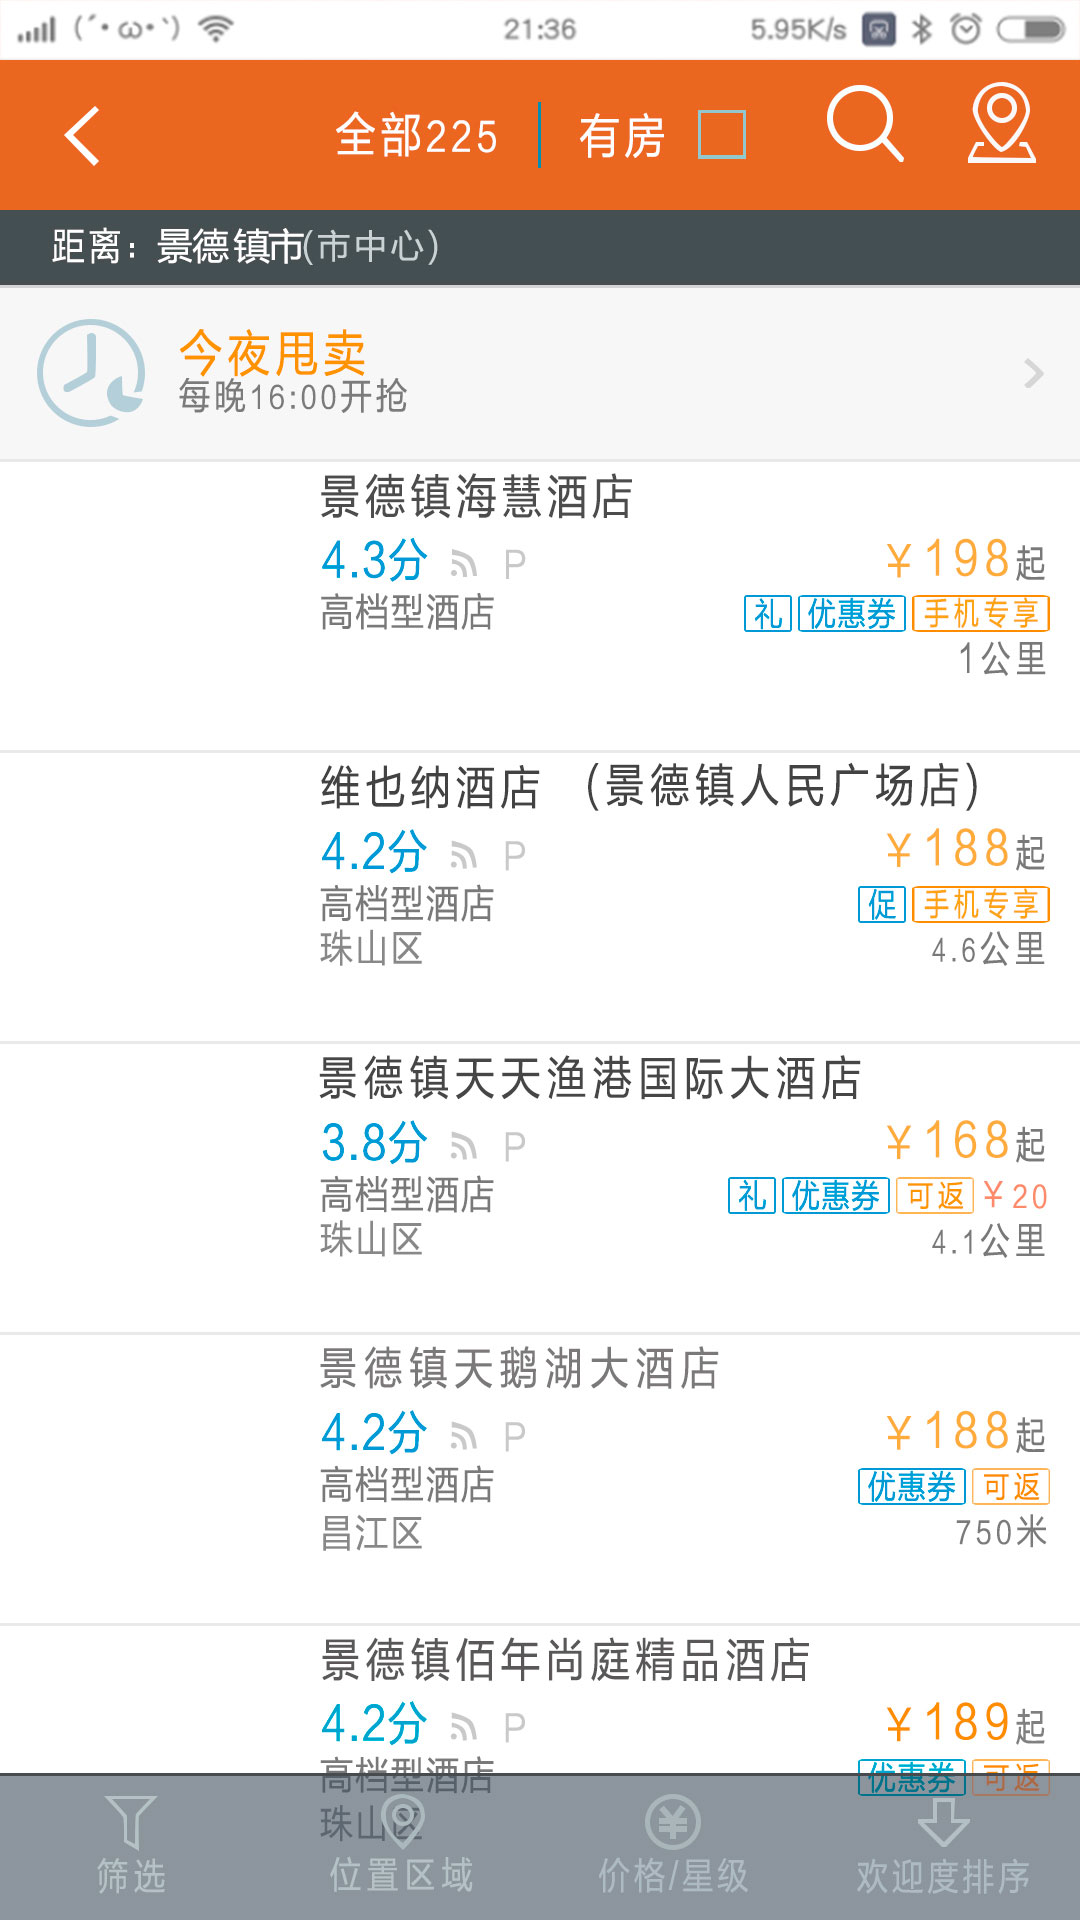 (´･ω･`) 21:36 5.95K/s
全部225 有房
距离：景德镇市(市中心)
今夜甩卖
每晚16:00开抢
景德镇海慧酒店
4.3分 P ￥198起
高档型酒店 礼 优惠券 手机专享
1公里
维也纳酒店 （景德镇人民广场店）
4.2分 P ￥188起
高档型酒店 促 手机专享
珠山区 4.6公里
景德镇天天渔港国际大酒店
3.8分 P ￥168起
高档型酒店 礼 优惠券 可返 ￥20
珠山区 4.1公里
景德镇天鹅湖大酒店
4.2分 P ￥188起
高档型酒店 优惠券 可返
昌江区 750米
景德镇佰年尚庭精品酒店
4.2分 P ￥189起
高档型酒店 优惠券 可返
珠山区
筛选 位置区域 价格/星级 欢迎度排序